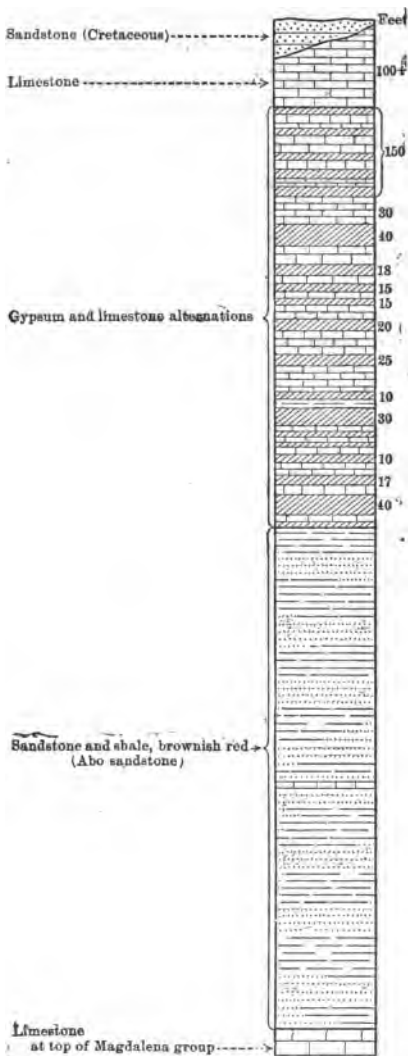 Feet
Sandstone (Cretaceous)
100±
Limestone
150
30
40
18
15
15
Gypsum and limestone alternations
20
25
10
30
10
17
40
Sandstone and shale, brownish red
(Abo sandstone)
Limestone
at top of Magdalena group